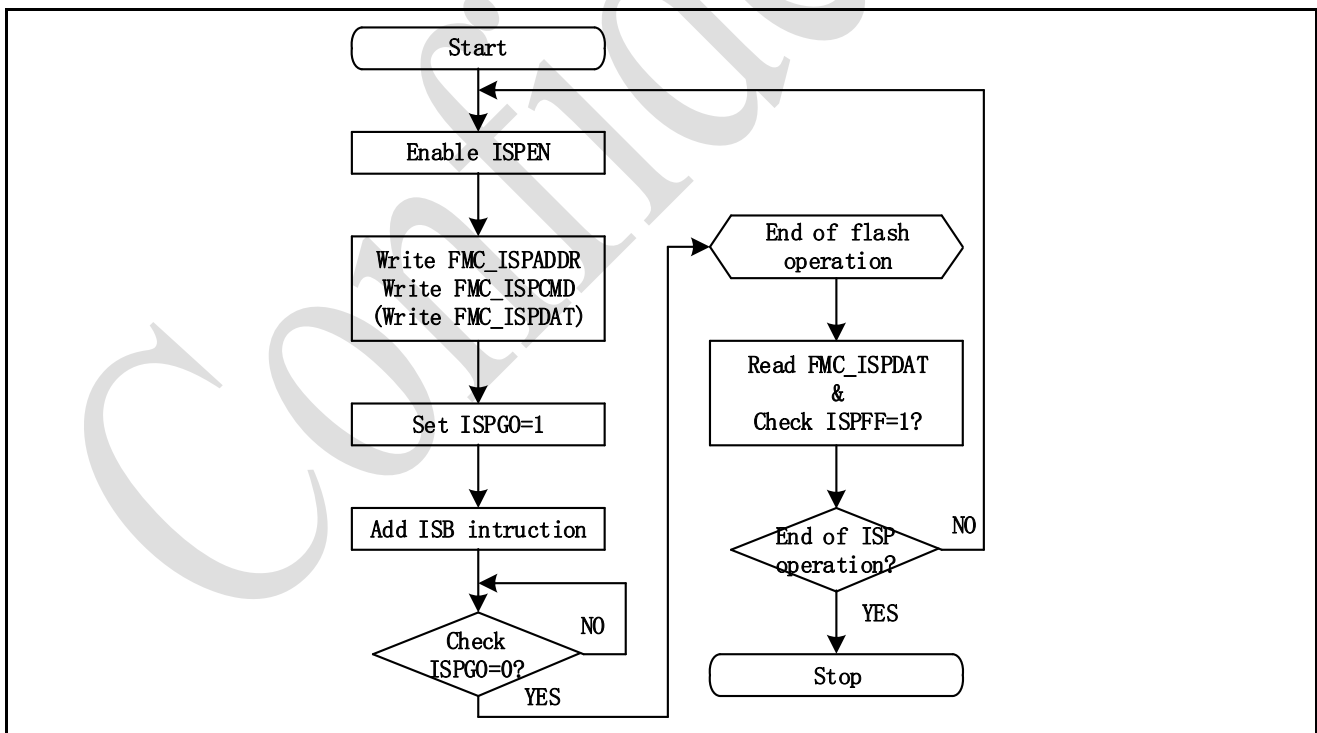 Start
Enable ISPEN
Write FMC_ISPADDR
Write FMC_ISPCMD
(Write FMC_ISPDAT)
Set ISPGO=1
Add ISB intruction
Check
ISPGO=0?
NO
YES
End of flash
operation
Read FMC_ISPDAT
&
Check ISPFF=1?
End of ISP
operation?
NO
YES
Stop